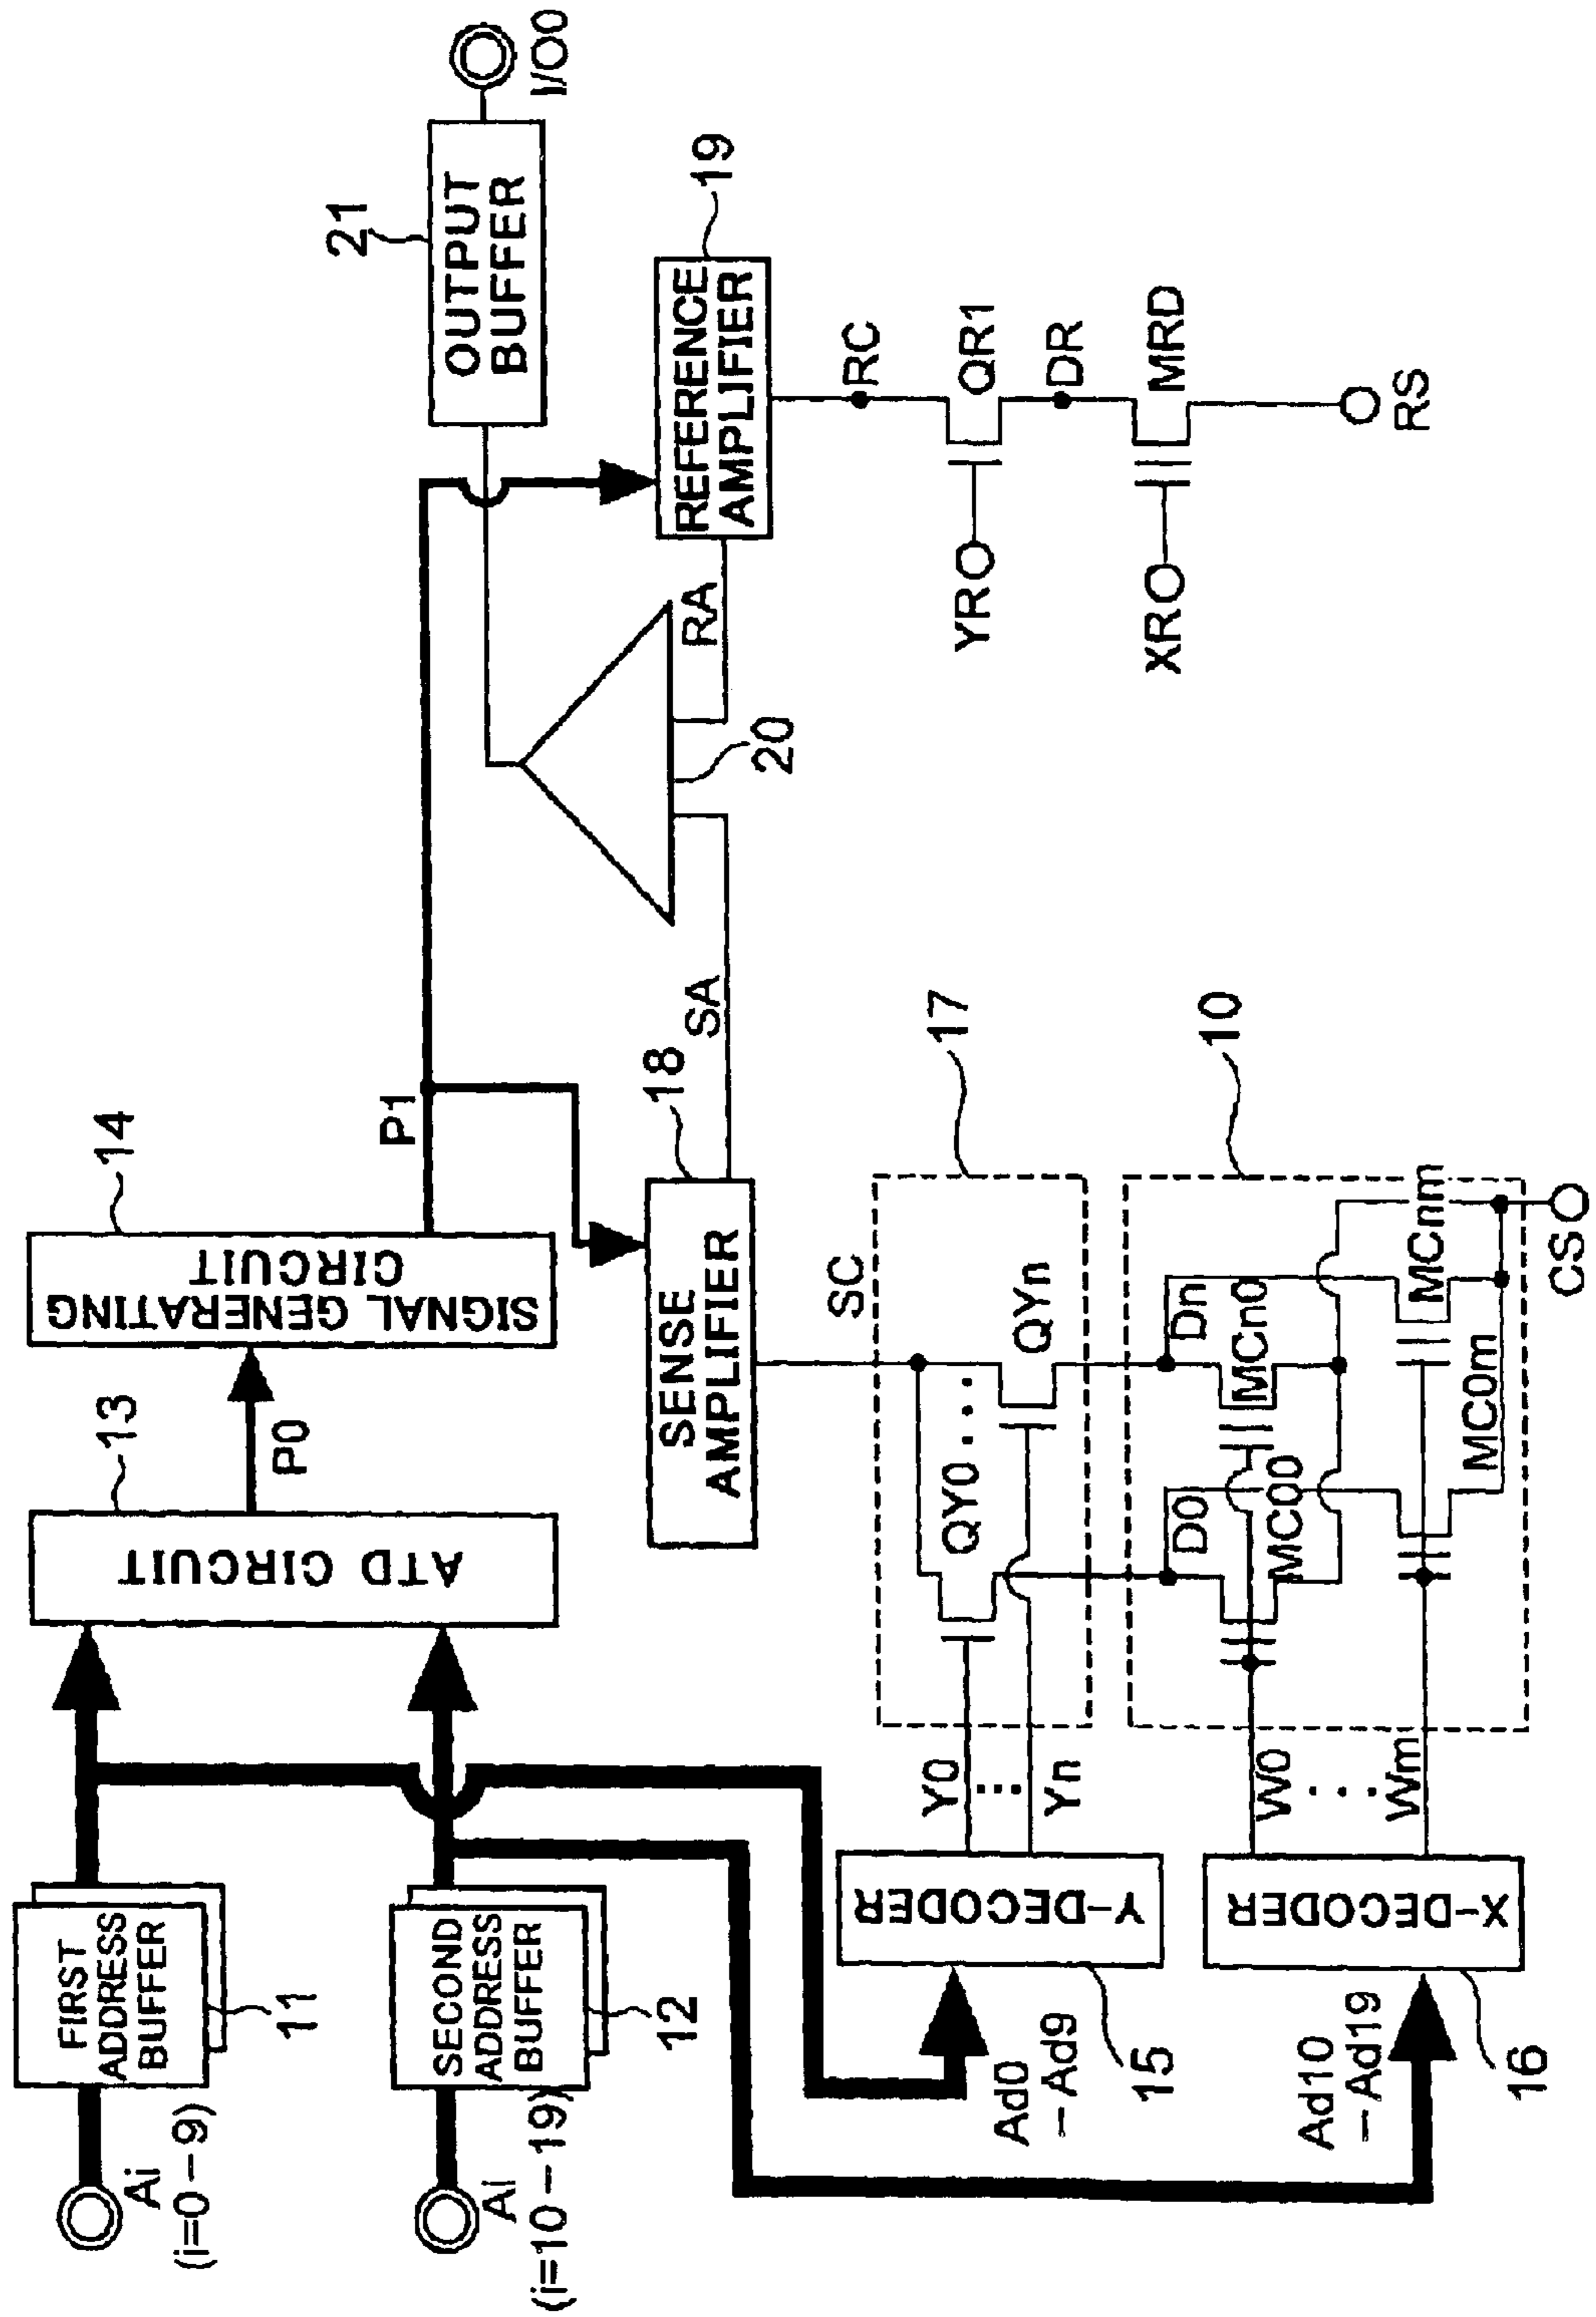 Ai
(i=0-9)
FIRST
ADDRESS
BUFFER
11
Ai
(i=10-19)
SECOND
ADDRESS
BUFFER
12
ATD CIRCUIT
13
P0
SIGNAL GENERATING
CIRCUIT
14
P1
Ad0
-Ad9
Y-DECODER
15
Ad10
-Ad19
X-DECODER
16
Y0
Yn
W0
Wm
SENSE
AMPLIFIER
18
SC
QY0
QYn
17
D0
Dn
MC00
MCn0
MC0m
MCnm
10
CS
SA
20
RA
REFERENCE
AMPLIFIER
19
RC
YR
QR1
DR
XR
MRD
RS
21
OUTPUT
BUFFER
I/O0